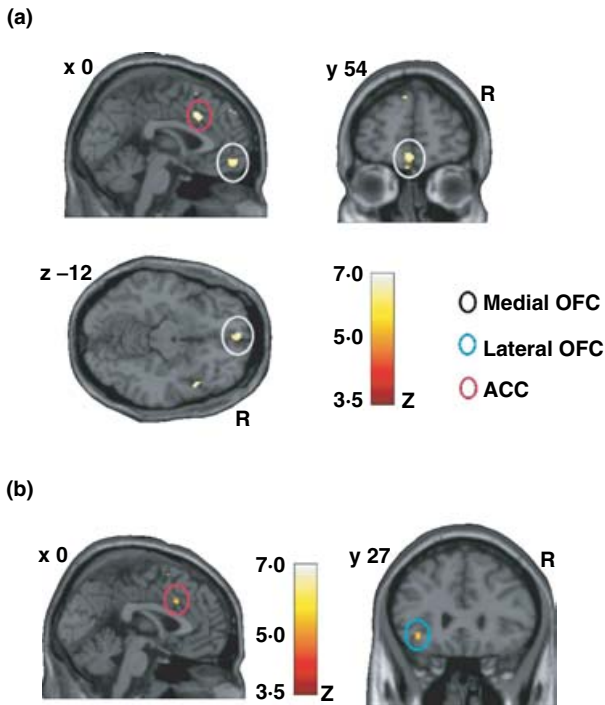 (a)
x 0
y 54
R
z –12
R
7·0
5·0
3·5
Z
Medial OFC
Lateral OFC
ACC
(b)
x 0
7·0
5·0
3·5
Z
y 27
R